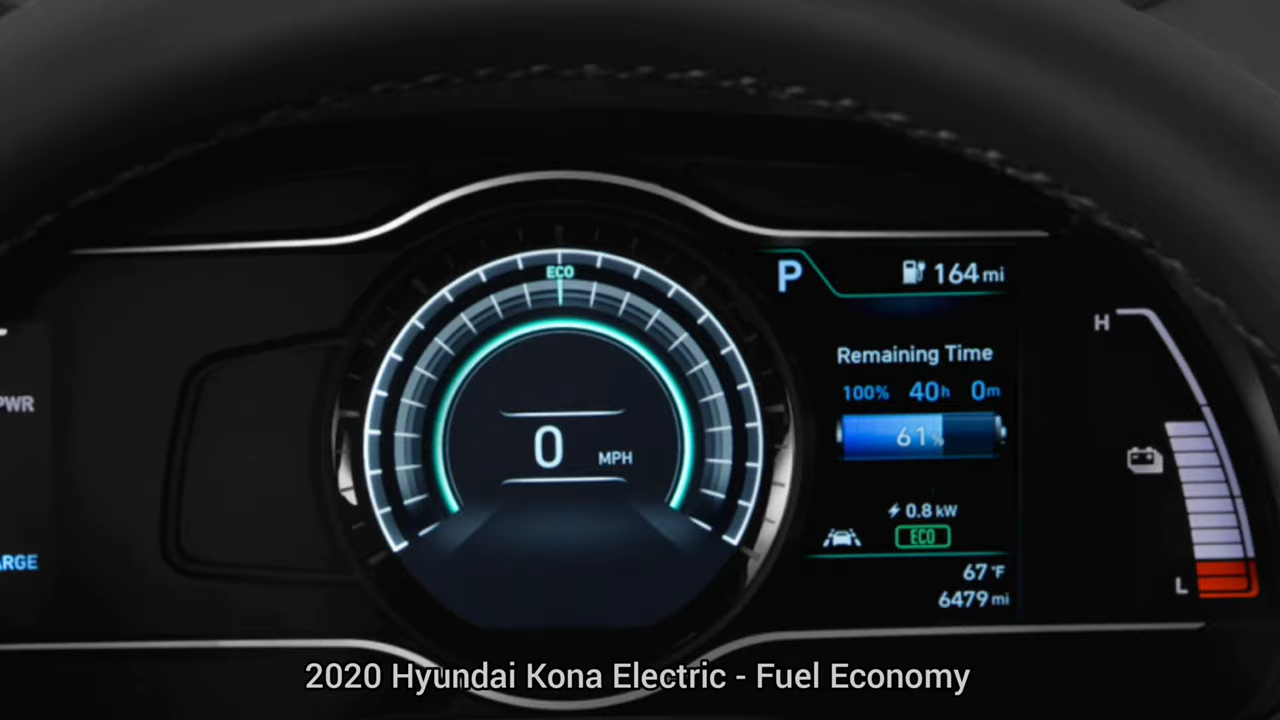 PWR
ARGE
ECO
0 MPH
P
164 mi
Remaining Time
100% 40h 0m
61%
0.8 kW
ECO
67 °F
6479 mi
H
L
2020 Hyundai Kona Electric - Fuel Economy